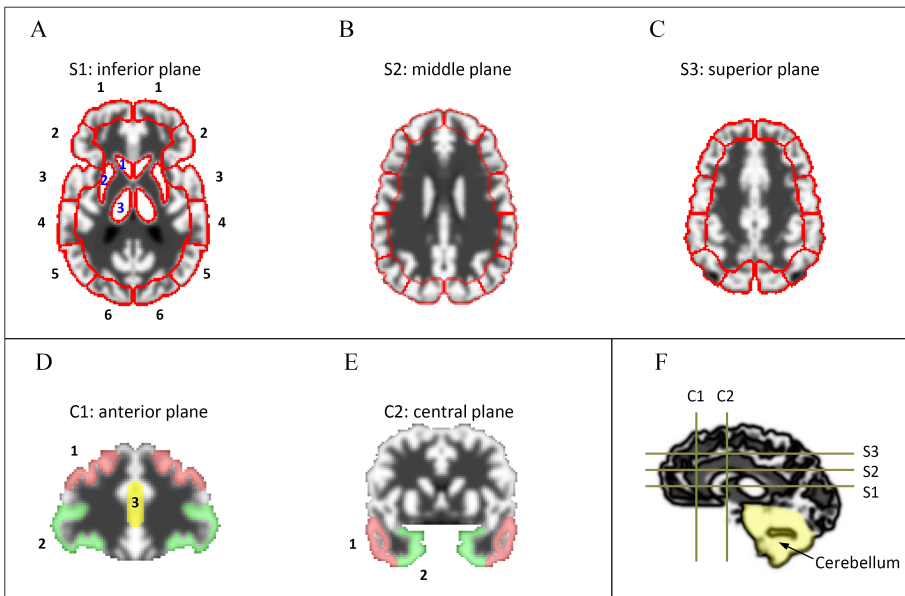 A
B
C
S1: inferior plane
S2: middle plane
S3: superior plane
1 1
2 2
1
3 2 3
3
4 4
5 5
6 6
D
E
F
C1: anterior plane
C2: central plane
C1 C2
1
3
2
1
2
S3
S2
S1
Cerebellum